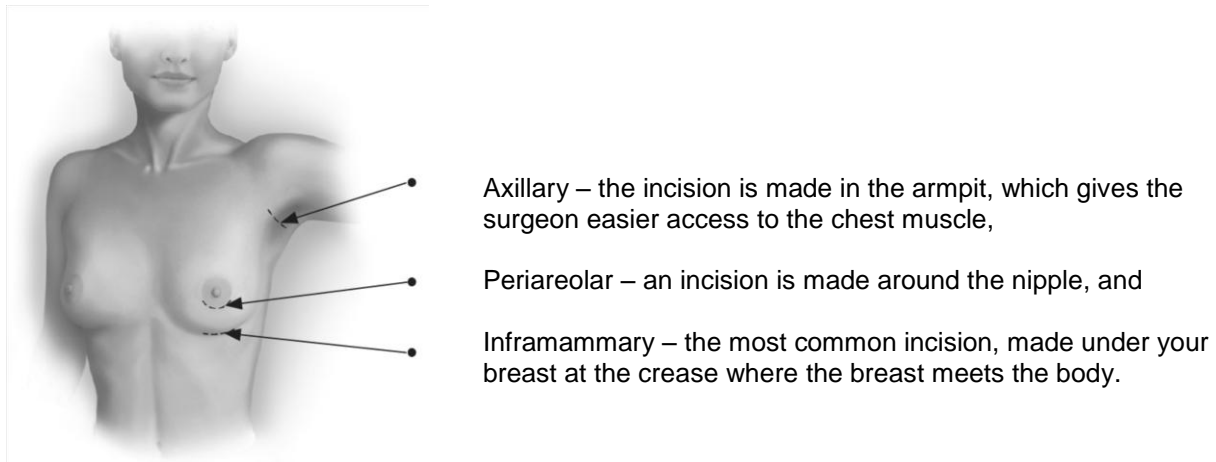 Axillary – the incision is made in the armpit, which gives the
surgeon easier access to the chest muscle,
Periareolar – an incision is made around the nipple, and
Inframammary – the most common incision, made under your
breast at the crease where the breast meets the body.